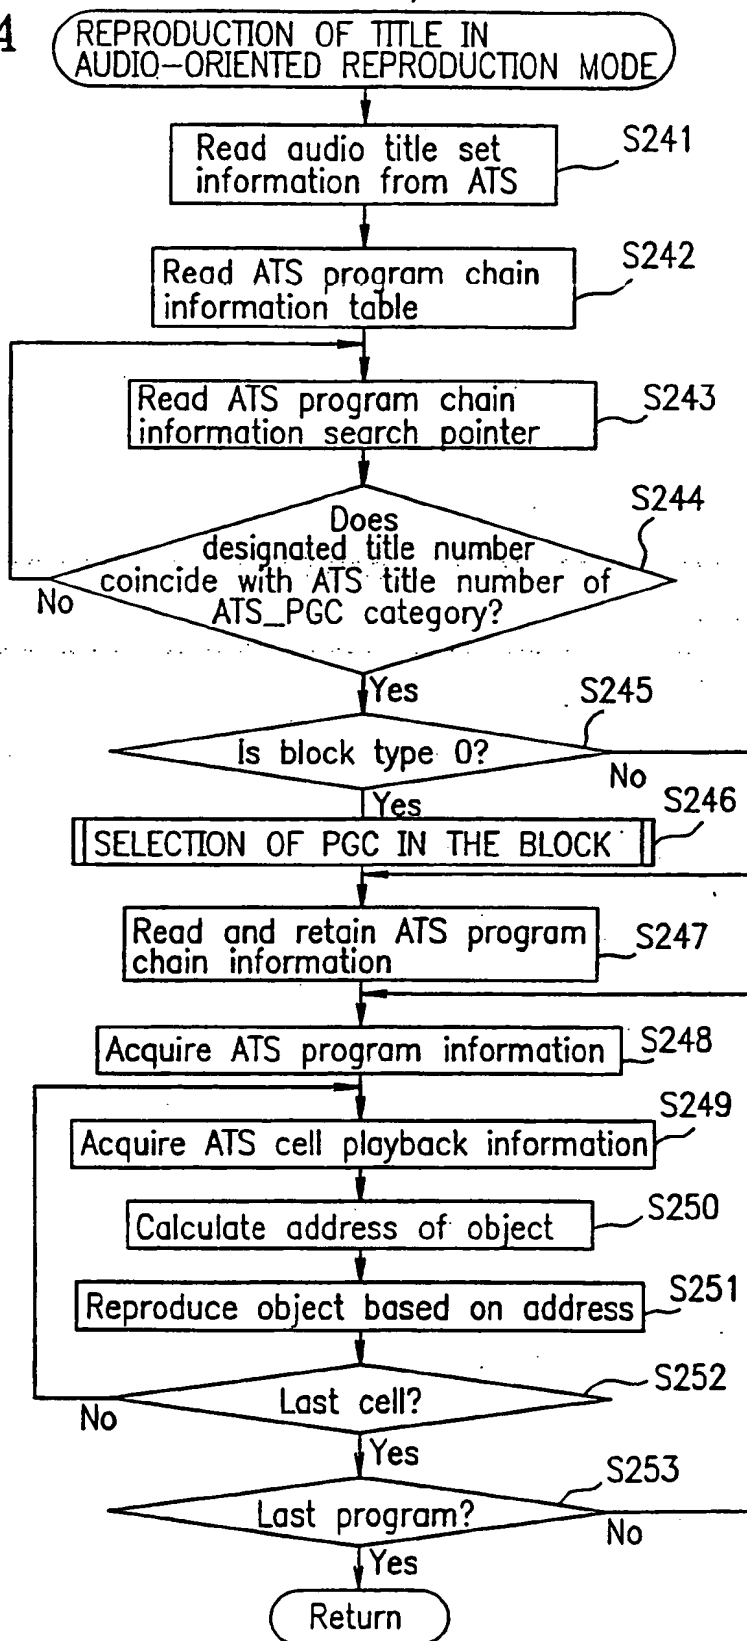 4
REPRODUCTION OF TITLE IN
AUDIO-ORIENTED REPRODUCTION MODE
Read audio title set
information from ATS
S241
Read ATS program chain
information table
S242
Read ATS program chain
information search pointer
S243
Does
designated title number
coincide with ATS title number of
ATS_PGC category?
S244
No
Yes
Is block type 0?
S245
No
Yes
SELECTION OF PGC IN THE BLOCK
S246
Read and retain ATS program
chain information
S247
Acquire ATS program information
S248
Acquire ATS cell playback information
S249
Calculate address of object
S250
Reproduce object based on address
S251
Last cell?
S252
No
Yes
Last program?
S253
No
Yes
Return